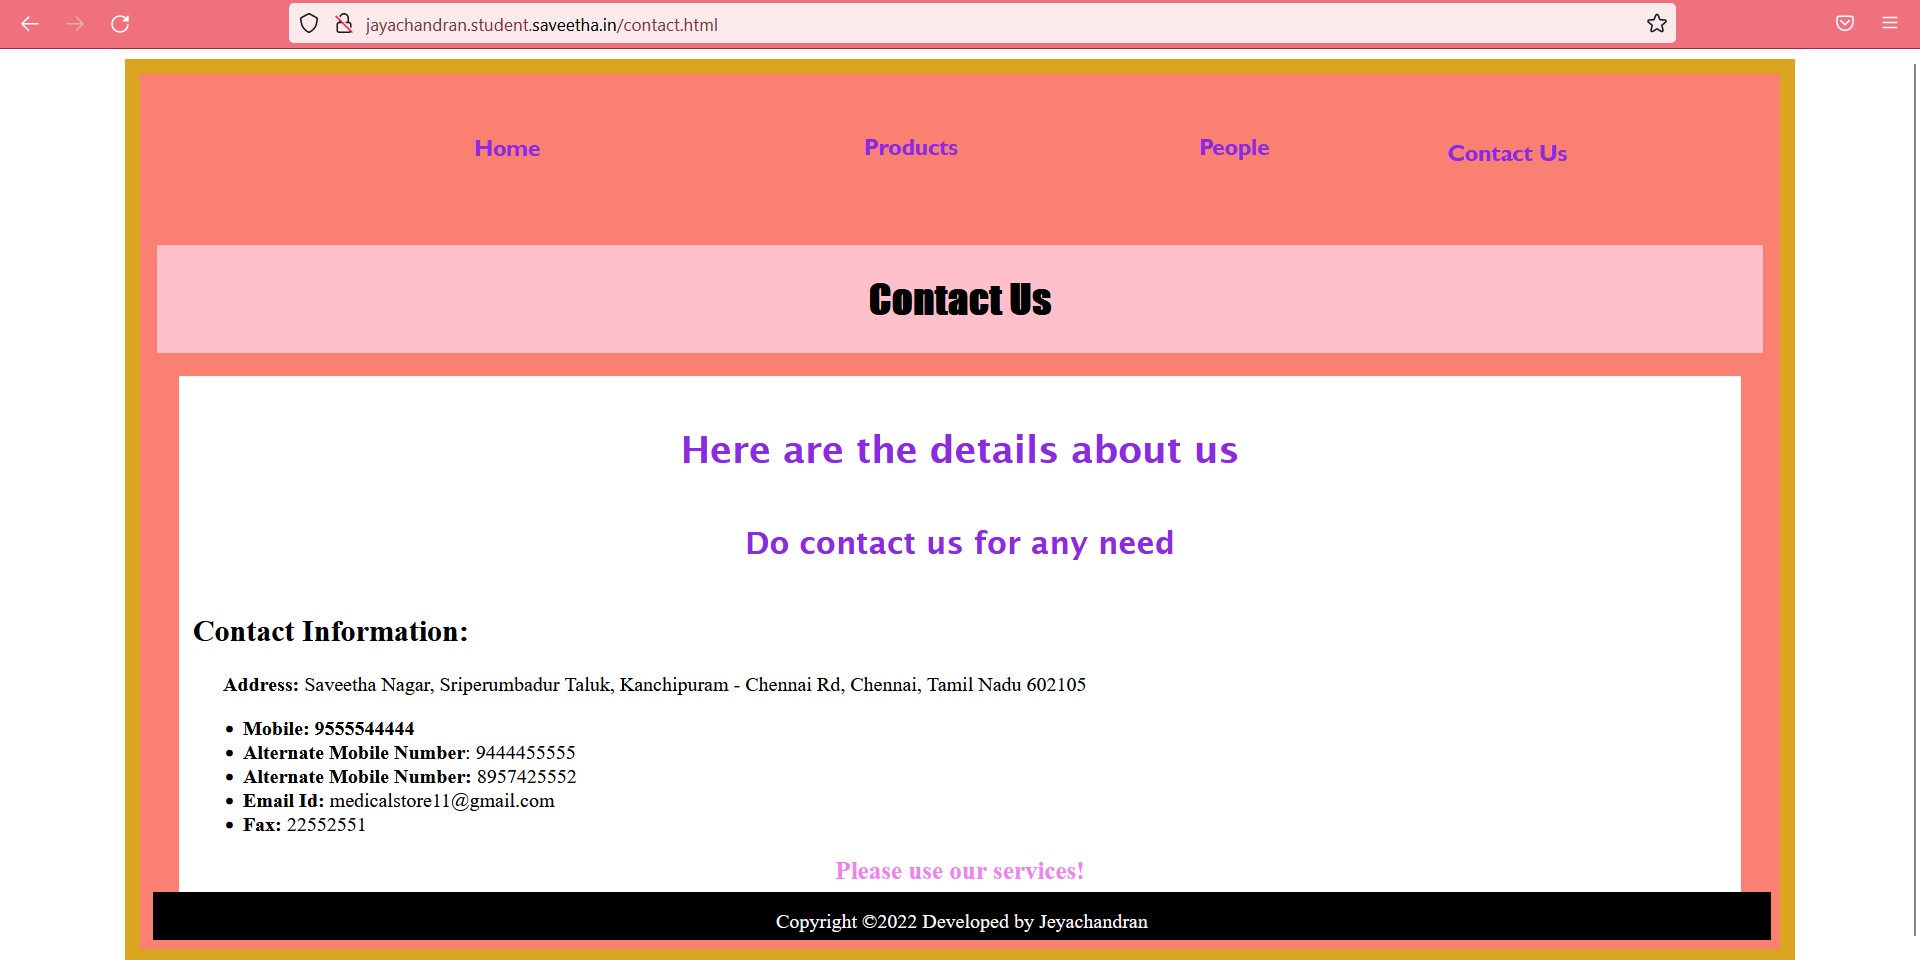 jayachandran.student.saveetha.in/contact.html
Home Products People Contact Us
Contact Us
Here are the details about us
Do contact us for any need
Contact Information:
Address: Saveetha Nagar, Sriperumbadur Taluk, Kanchipuram - Chennai Rd, Chennai, Tamil Nadu 602105
• Mobile: 9555544444
• Alternate Mobile Number: 9444455555
• Alternate Mobile Number: 8957425552
• Email Id: medicalstore11@gmail.com
• Fax: 22552551
Please use our services!
Copyright ©2022 Developed by Jeyachandran